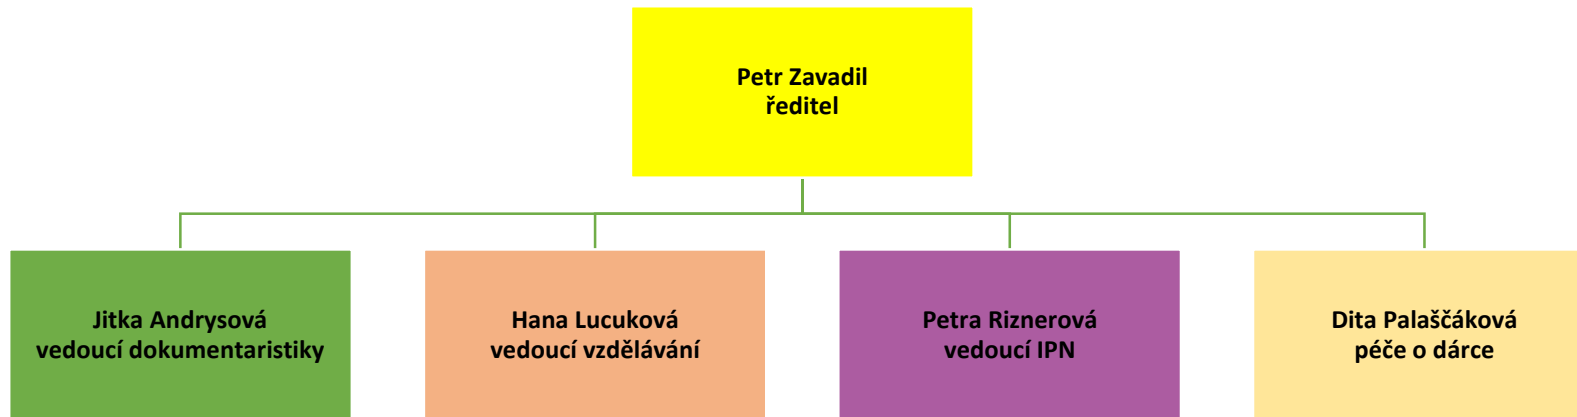 Petr Zavadil
ředitel
Jitka Andrysová
vedoucí dokumentaristiky
Hana Lucuková
vedoucí vzdělávání
Petra Riznerová
vedoucí IPN
Dita Palaščáková
péče o dárce